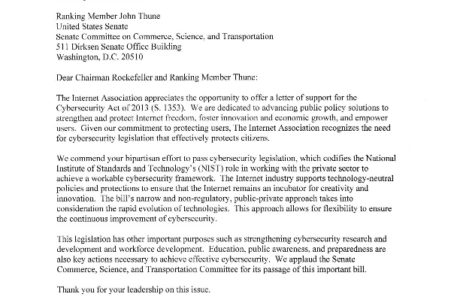 Ranking Member John Thune
United States Senate
Senate Committee on Commerce, Science, and Transportation
511 Dirksen Senate Office Building
Washington, D.C. 20510
Dear Chairman Rockefeller and Ranking Member Thune:
The Internet Association appreciates the opportunity to offer a letter of support for the
Cybersecurity Act of 2013 (S. 1353). We are dedicated to advancing public policy solutions to
strengthen and protect Internet freedom, foster innovation and economic growth, and empower
users. Given our commitment to protecting users, The Internet Association recognizes the need
for cybersecurity legislation that effectively protects citizens.
We commend your bipartisan effort to pass cybersecurity legislation, which codifies the National
Institute of Standards and Technology's (NIST) role in working with the private sector to
achieve a workable cybersecurity framework. The Internet industry supports technology-neutral
policies and protections to ensure that the Internet remains an incubator for creativity and
innovation. The bill's narrow and non-regulatory, public-private approach takes into
consideration the rapid evolution of technologies. This approach allows for flexibility to ensure
the continuous improvement of cybersecurity.
This legislation has other important purposes such as strengthening cybersecurity research and
development and workforce development. Education, public awareness, and preparedness are
also key actions necessary to achieve effective cybersecurity. We applaud the Senate
Commerce, Science, and Transportation Committee for its passage of this important bill.
Thank you for your leadership on this issue.